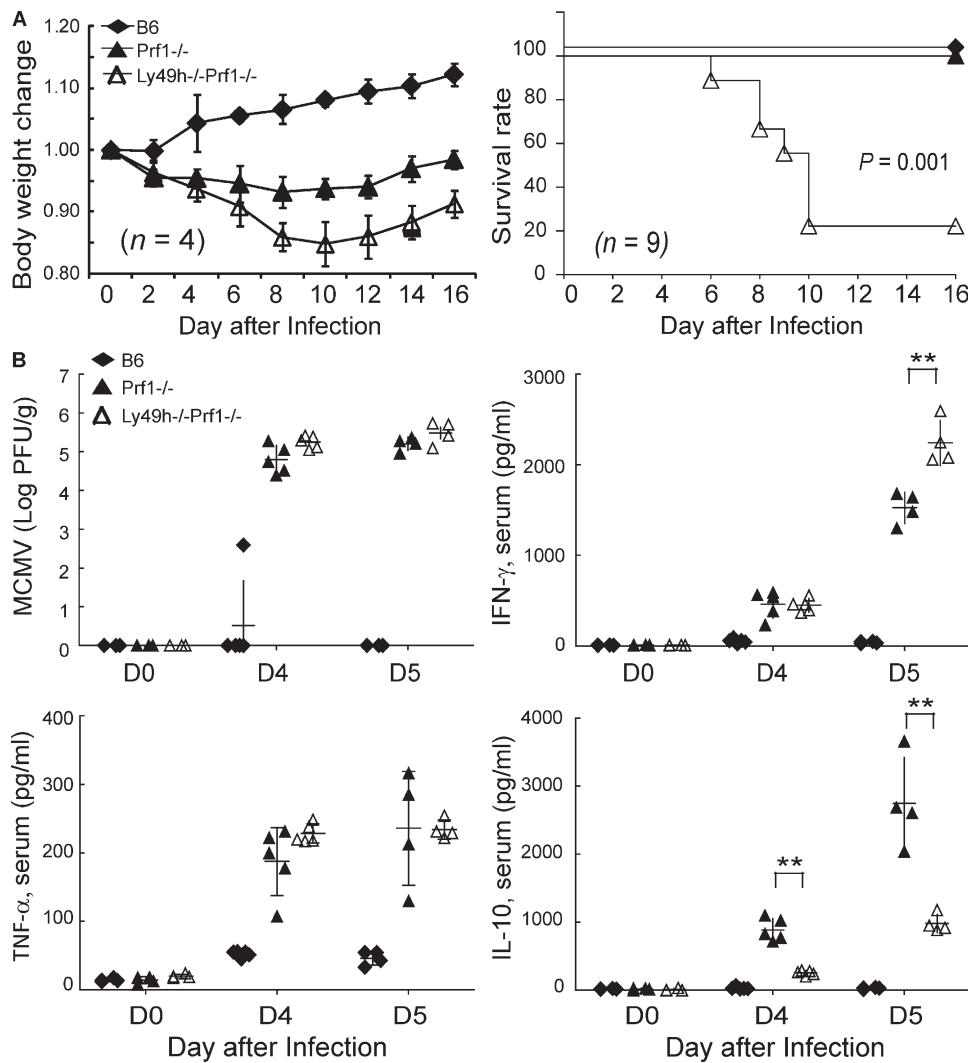 A
1.20
1.10
1.00
0.90
0.80
Body weight change
B6
Prf1-/-
Ly49h-/-Prf1-/-
(n = 4)
0 2 4 6 7 8 9 10 12 14 16
Day after Infection
100
80
60
40
20
0
Survival rate
P = 0.001
(n = 9)
0 2 4 6 8 9 10 12 14 16
Day after Infection
B
B6
Prf1-/-
Ly49h-/-Prf1-/-
7
6
5
4
3
2
1
0
MCMV (Log PFU/g)
D0 D4 D5
3000
2000
1000
0
IFN-γ, serum (pg/ml)
**
D0 D4 D5
400
300
200
100
0
TNF-α, serum (pg/ml)
D0 D4 D5
Day after Infection
4000
3000
2000
1000
0
IL-10, serum (pg/ml)
**
**
D0 D4 D5
Day after Infection